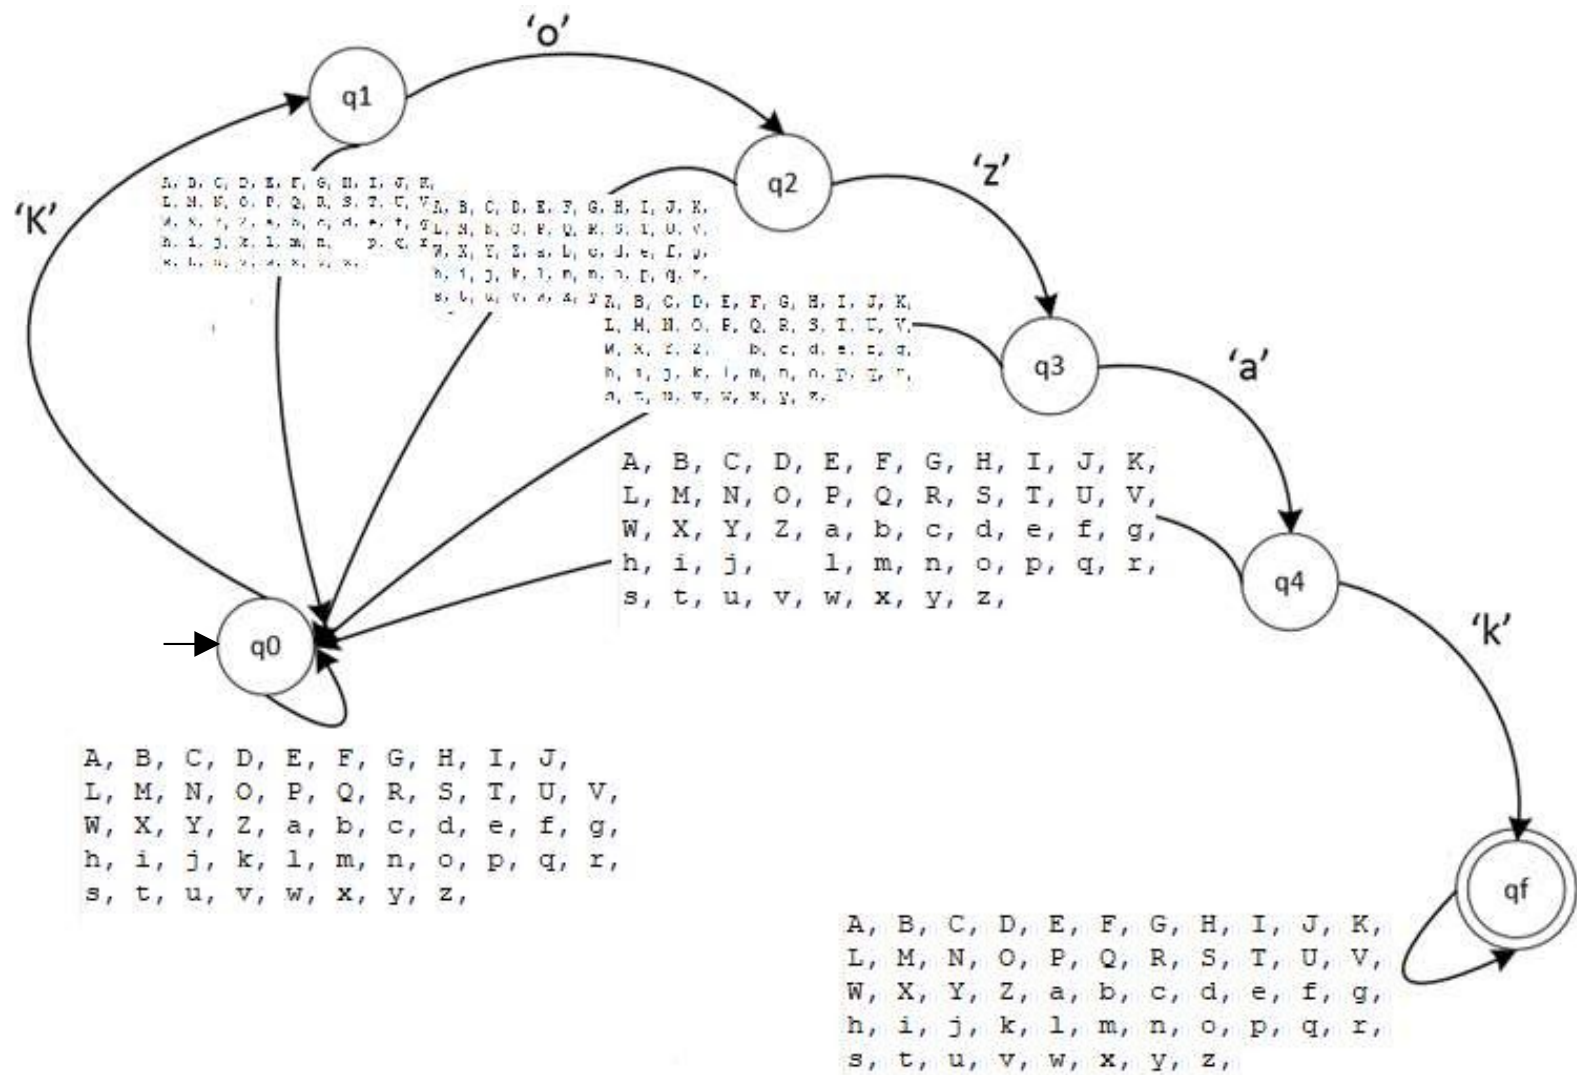 ‘o’
q1
‘z’
q2
‘K’
A, B, C, D, E, F, G, H, I, J, K,
L, M, N, O, P, Q, R, S, T, U, V
h, i, j, k, l, m, n, p, q, r
A, B, C, D, E, F, G, H, I, J, K,
L, M, N, O, P, Q, R, S, T, U, V,
W, X, Y, Z, a, b, c, d, e, f, g,
h, i, j, k, l, m, n, o, p, q, r,
s, t, u, v, w, x, y
A, B, C, D, E, F, G, H, I, J, K,
L, M, N, O, P, Q, R, S, T, U, V,
W, X, Y, Z, b, c, d, e, f, g,
h, i, j, k, l, m, n, o, p, q, r,
s, t, u, v, w, x, y, z,
q3
‘a’
A, B, C, D, E, F, G, H, I, J, K,
L, M, N, O, P, Q, R, S, T, U, V,
W, X, Y, Z, a, b, c, d, e, f, g,
h, i, j, l, m, n, o, p, q, r,
s, t, u, v, w, x, y, z,
q4
‘k’
q0
A, B, C, D, E, F, G, H, I, J,
L, M, N, O, P, Q, R, S, T, U, V,
W, X, Y, Z, a, b, c, d, e, f, g,
h, i, j, k, l, m, n, o, p, q, r,
s, t, u, v, w, x, y, z,
qf
A, B, C, D, E, F, G, H, I, J, K,
L, M, N, O, P, Q, R, S, T, U, V,
W, X, Y, Z, a, b, c, d, e, f, g,
h, i, j, k, l, m, n, o, p, q, r,
s, t, u, v, w, x, y, z,